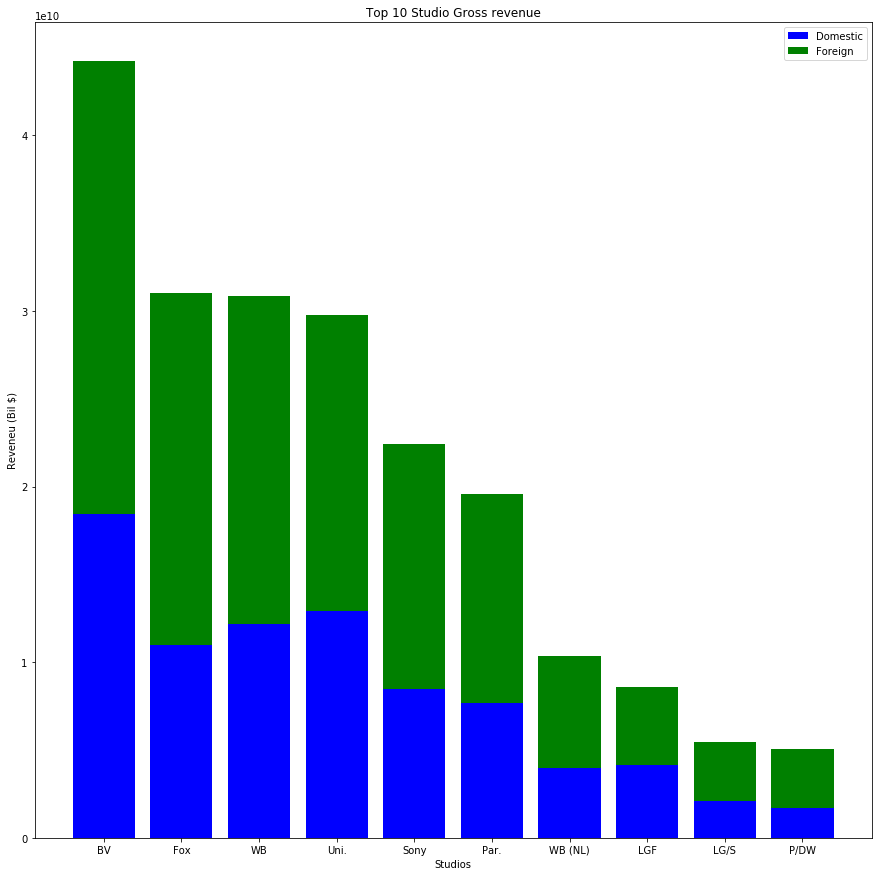 Top 10 Studio Gross revenue
1e10
Domestic
Foreign
4
3
2
1
0
Reveneu (Bil $)
BV Fox WB Uni. Sony Par. WB (NL) LGF LG/S P/DW
Studios